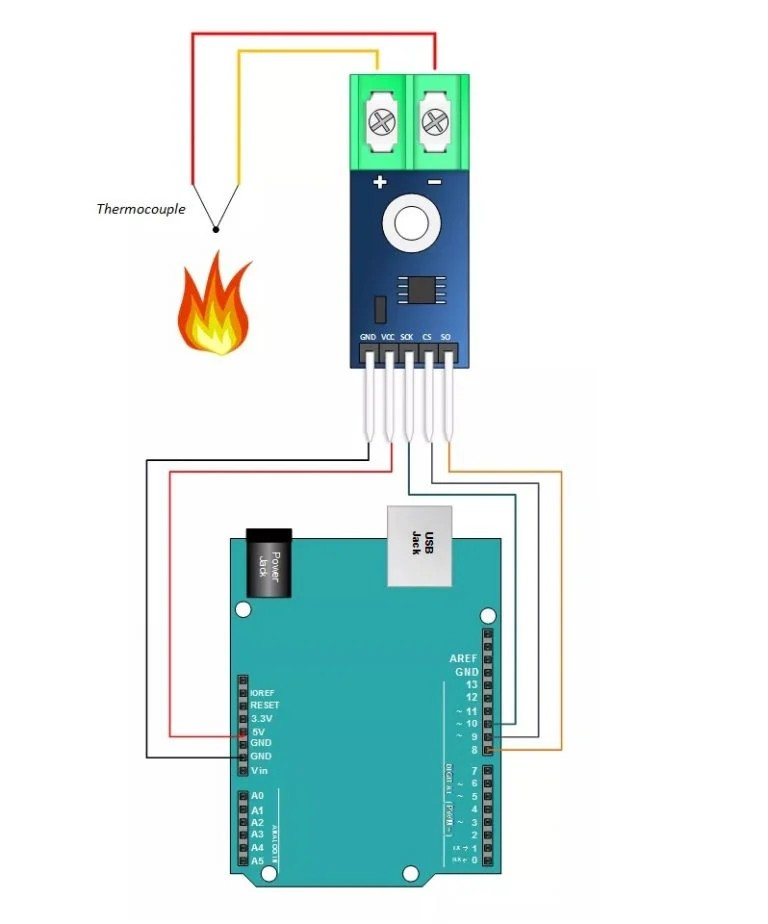 Thermocouple
+ −
GND VCC SCK CS SO
Power
Jack
USB
Jack
IOREF
RESET
3.3V
5V
GND
GND
Vin
A0
A1
A2
A3
A4
A5
ANALOG IN
AREF
GND
13
12
~ 11
~ 10
~ 9
8
7
~ 6
~ 5
4
~ 3
2
1
0